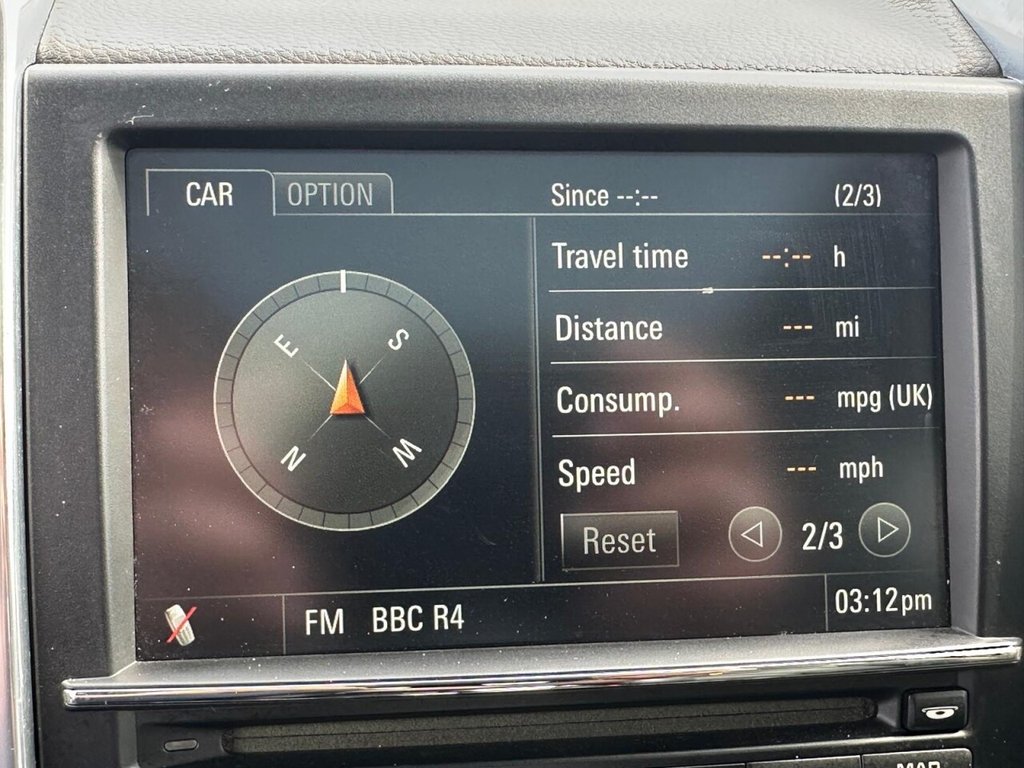 CAR OPTION Since --:-- (2/3)
Travel time --:-- h
Distance --- mi
Consump. --- mpg (UK)
Speed --- mph
E S
N W
Reset 2/3
FM BBC R4 03:12pm
MAP